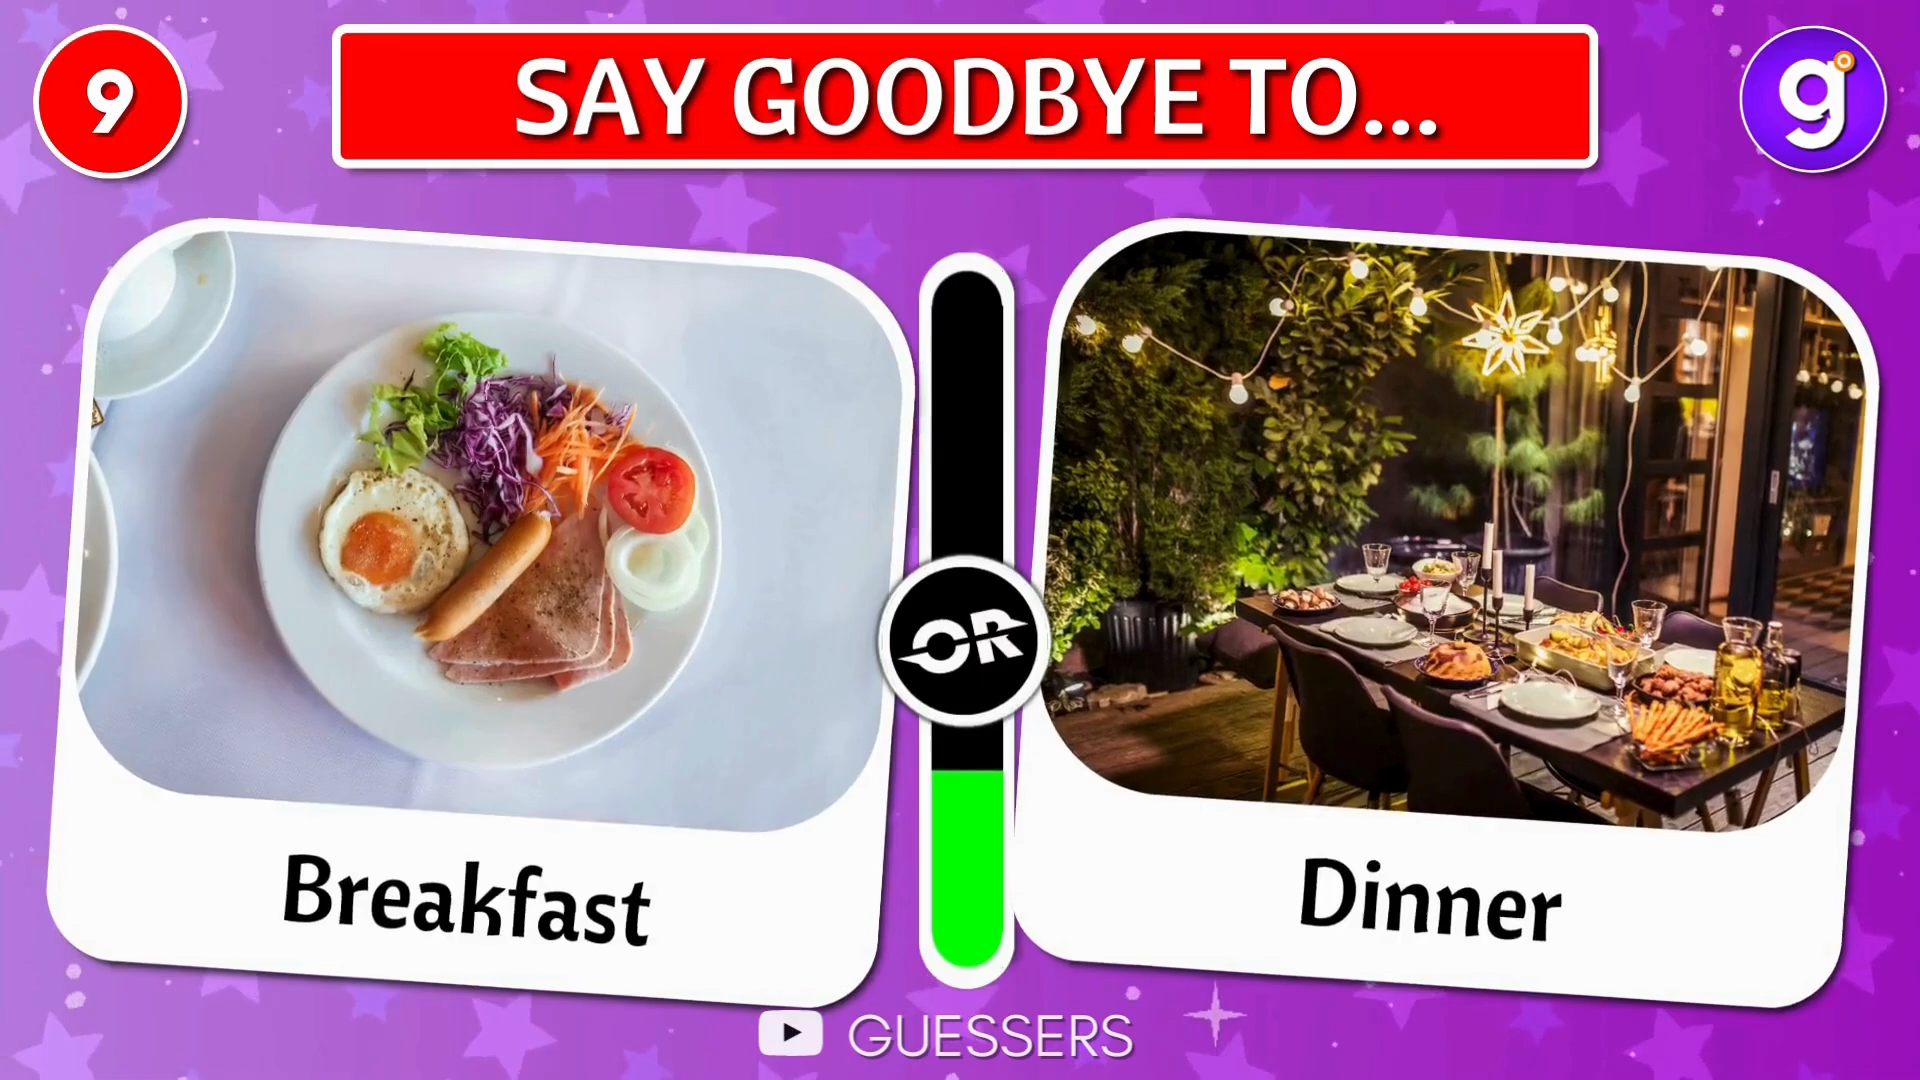 9
SAY GOODBYE TO...
g
OR
Breakfast
Dinner
GUESSERS